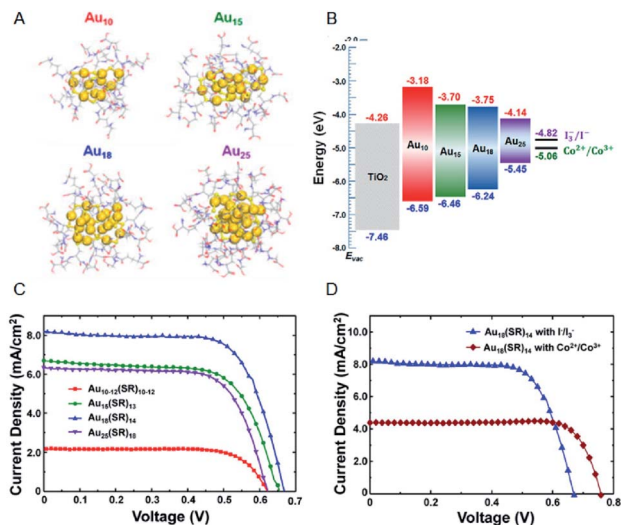 A
Au10
Au15
Au18
Au25
B
Energy (eV)
-2.0
-3.0
-4.0
-5.0
-6.0
-7.0
-8.0
Evac
-4.26
TiO2
-7.46
-3.18
Au10
-6.59
-3.70
Au15
-6.46
-3.75
Au18
-6.24
-4.14
Au25
-5.45
-4.82 I3-/I-
-5.06 Co2+/Co3+
C
Current Density (mA/cm2)
8.0
6.0
4.0
2.0
0
Au10-12(SR)10-12
Au15(SR)13
Au18(SR)14
Au25(SR)18
0 0.1 0.2 0.3 0.4 0.5 0.6 0.7
Voltage (V)
D
Current Density (mA/cm2)
10.0
8.0
6.0
4.0
2.0
0
Au18(SR)14 with I-/I3-
Au18(SR)14 with Co2+/Co3+
0 0.2 0.4 0.6 0.8
Voltage (V)